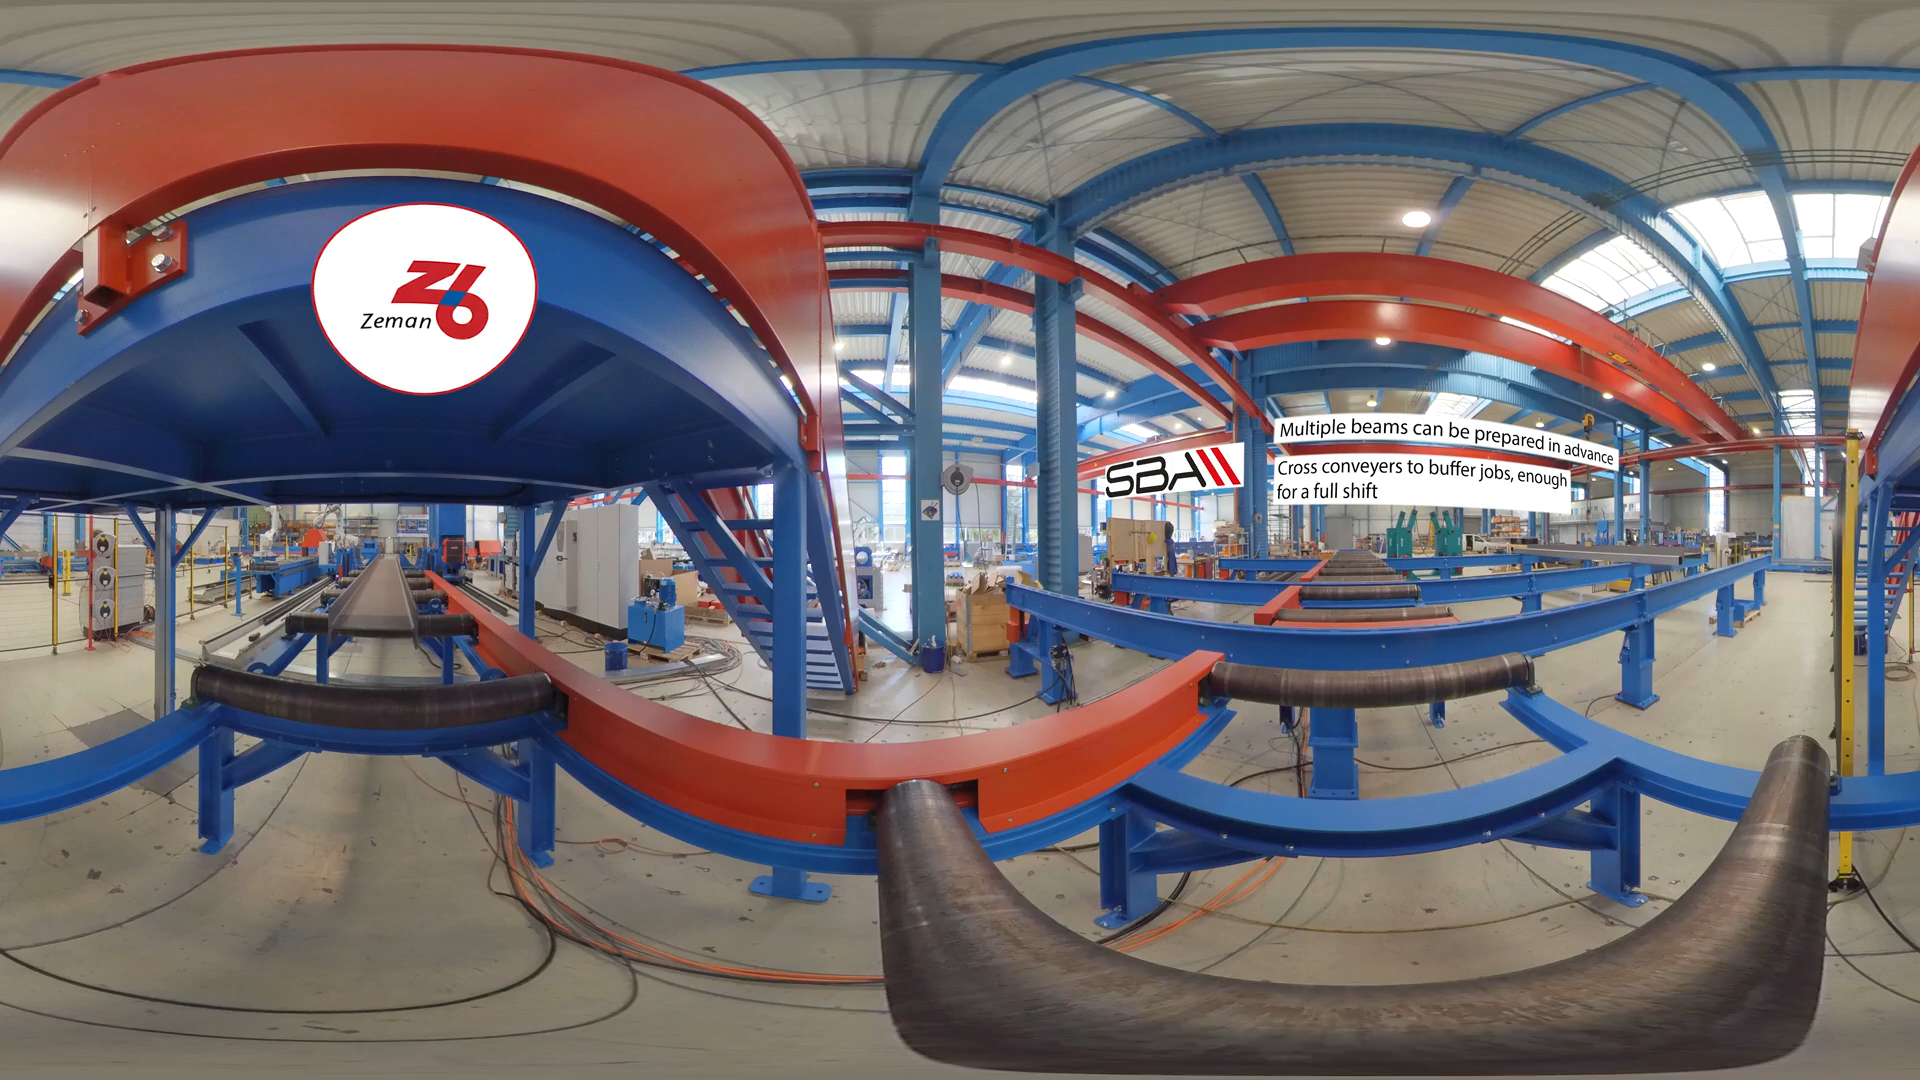 Zeman
SBA
Multiple beams can be prepared in advance
Cross conveyers to buffer jobs, enough
for a full shift